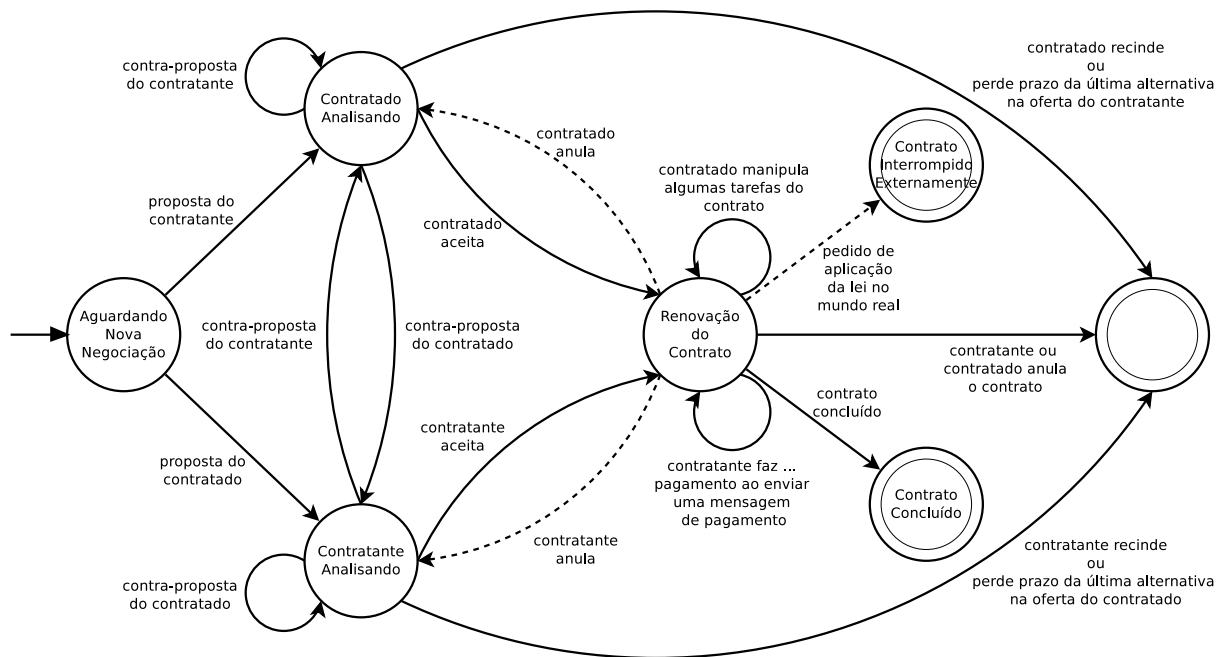 contra-proposta
do contratante
Contratado
Analisando
contratado recinde
ou
perde prazo da última alternativa
na oferta do contratante
contratado
anula
Contrato
Interrompido
Externamente
contratado manipula
algumas tarefas do
contrato
proposta do
contratante
contratado
aceita
pedido de
aplicação
da lei no
mundo real
Aguardando
Nova
Negociação
contra-proposta
do contratante
contra-proposta
do contratado
Renovação
do
Contrato
contratante ou
contratado anula
o contrato
contrato
concluído
contratante
aceita
proposta do
contratado
contratante faz ...
pagamento ao enviar
uma mensagem
de pagamento
Contrato
Concluído
contratante
anula
contratante recinde
ou
perde prazo da última alternativa
na oferta do contratado
Contratante
Analisando
contra-proposta
do contratado